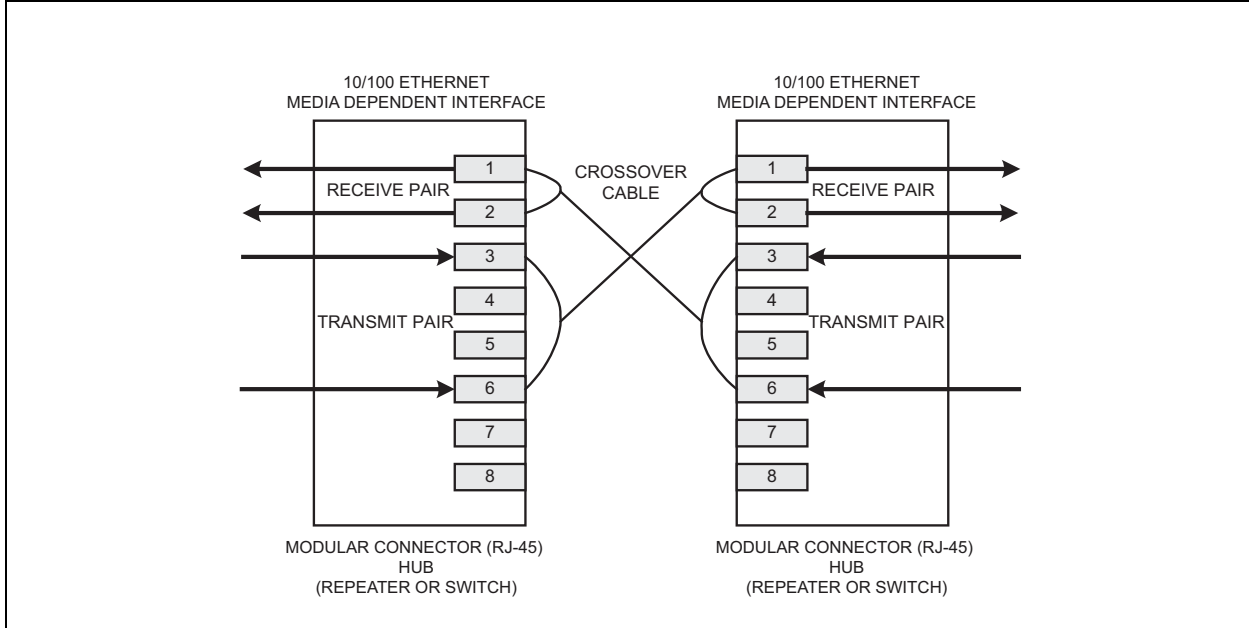 10/100 ETHERNET
MEDIA DEPENDENT INTERFACE
10/100 ETHERNET
MEDIA DEPENDENT INTERFACE
1
RECEIVE PAIR
2
3
4
TRANSMIT PAIR
5
6
7
8
CROSSOVER
CABLE
1
RECEIVE PAIR
2
3
4
TRANSMIT PAIR
5
6
7
8
MODULAR CONNECTOR (RJ-45)
HUB
(REPEATER OR SWITCH)
MODULAR CONNECTOR (RJ-45)
HUB
(REPEATER OR SWITCH)